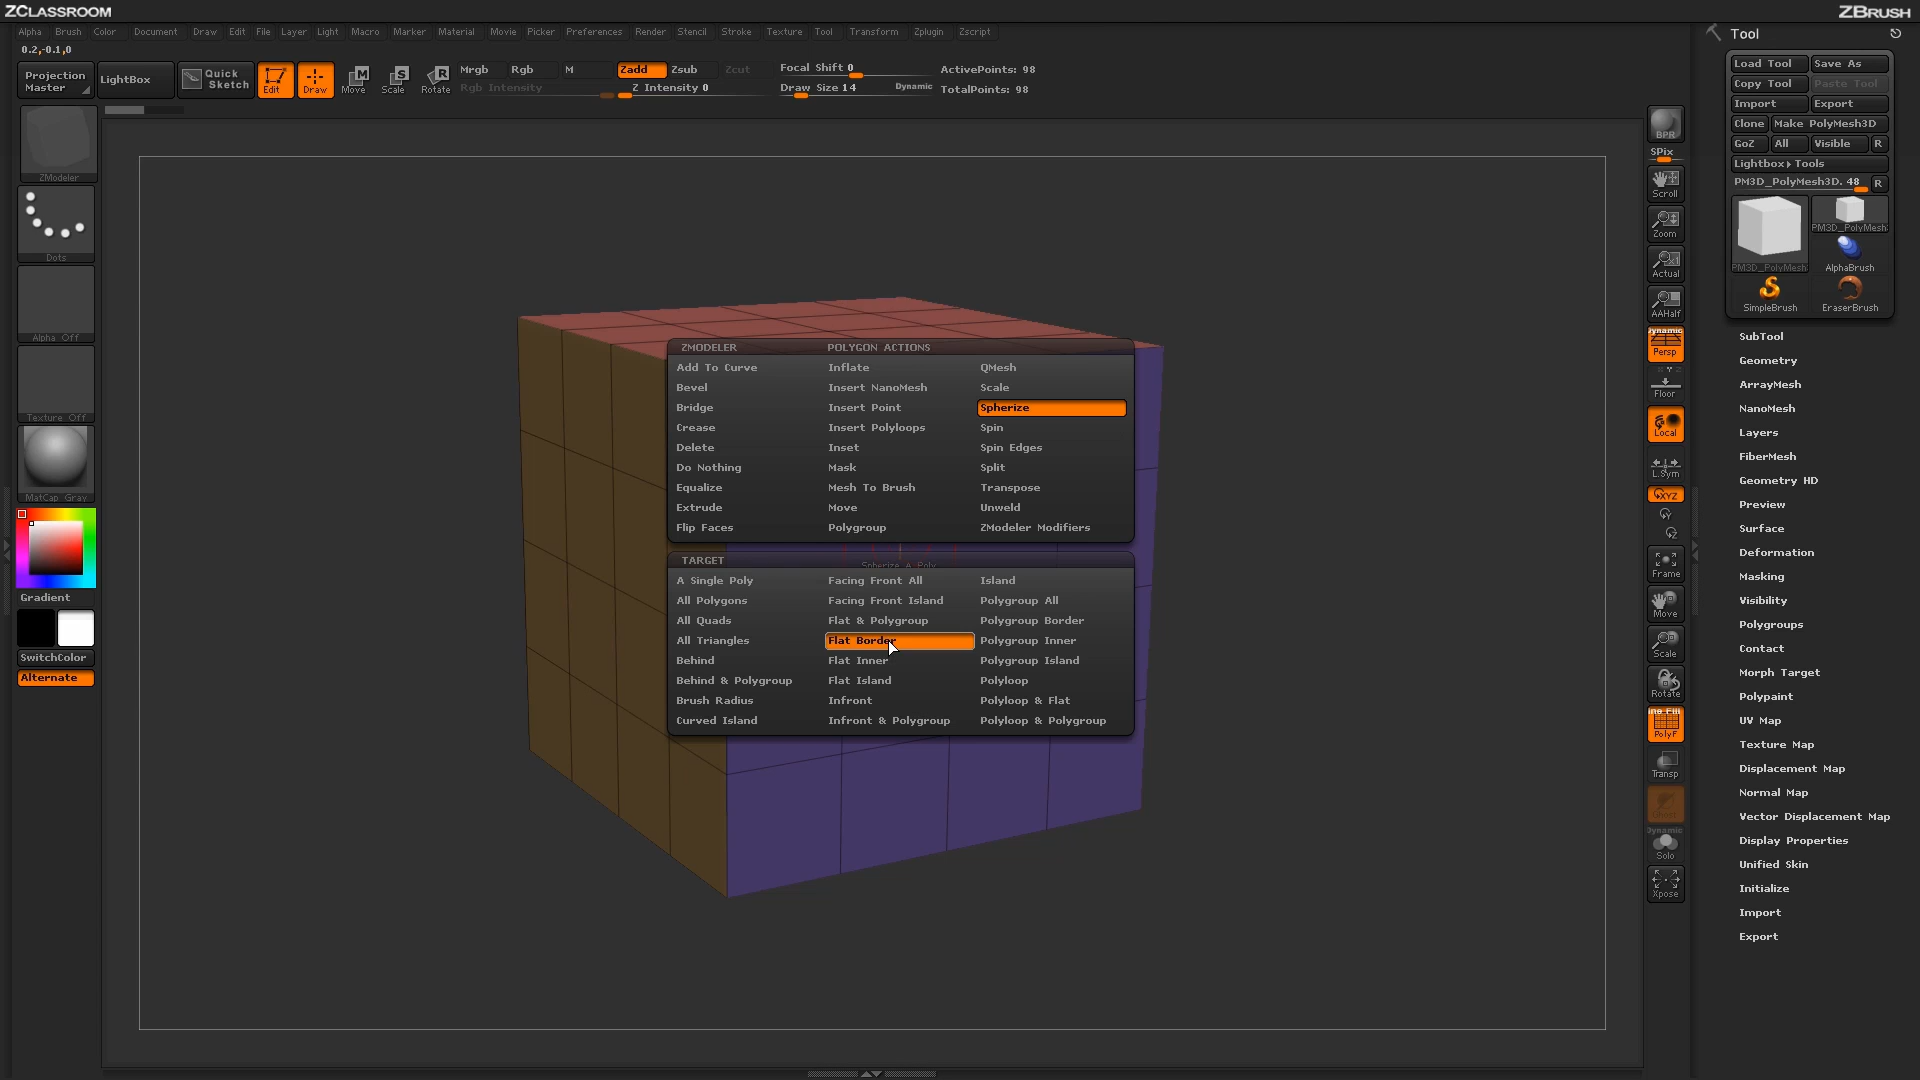 ZCLASSROOM
ZBRUSH
Alpha Brush Color Document Draw Edit File Layer Light Macro Marker Material Movie Picker Preferences Render Stencil Stroke Texture Tool Transform Zplugin Zscript
0.2,-0.1,0
Projection Master
LightBox
Quick Sketch
Edit
Draw
Move
Scale
Rotate
Mrgb Rgb M Zadd Zsub Zcut
Rgb Intensity
Z Intensity 0
Focal Shift 0
Draw Size 14
Dynamic
ActivePoints: 98
TotalPoints: 98
ZModeler
Dots
Alpha Off
Texture Off
MatCap Gray
Gradient
SwitchColor
Alternate
ZMODELER POLYGON ACTIONS
Add To Curve Inflate QMesh
Bevel Insert NanoMesh Scale
Bridge Insert Point Spherize
Crease Insert Polyloops Spin
Delete Inset Spin Edges
Do Nothing Mask Split
Equalize Mesh To Brush Transpose
Extrude Move Unweld
Flip Faces Polygroup ZModeler Modifiers
Spherize A Poly
TARGET
A Single Poly Facing Front All Island
All Polygons Facing Front Island Polygroup All
All Quads Flat & Polygroup Polygroup Border
All Triangles Flat Border Polygroup Inner
Behind Flat Inner Polygroup Island
Behind & Polygroup Flat Island Polyloop
Brush Radius Infront Polyloop & Flat
Curved Island Infront & Polygroup Polyloop & Polygroup
BPR
SPix
Scroll
Zoom
Actual
AAHalf
Dynamic
Persp
Floor
Local
L.Sym
XYZ
Frame
Move
Scale
Rotate
Line Fill
PolyF
Transp
Dynamic
Solo
Xpose
Tool
Load Tool Save As
Copy Tool Paste Tool
Import Export
Clone Make PolyMesh3D
GoZ All Visible R
Lightbox▸Tools
PM3D_PolyMesh3D. 48 R
PM3D_PolyMesh
PM3D_PolyMesh
AlphaBrush
SimpleBrush
EraserBrush
SubTool
Geometry
ArrayMesh
NanoMesh
Layers
FiberMesh
Geometry HD
Preview
Surface
Deformation
Masking
Visibility
Polygroups
Contact
Morph Target
Polypaint
UV Map
Texture Map
Displacement Map
Normal Map
Vector Displacement Map
Display Properties
Unified Skin
Initialize
Import
Export